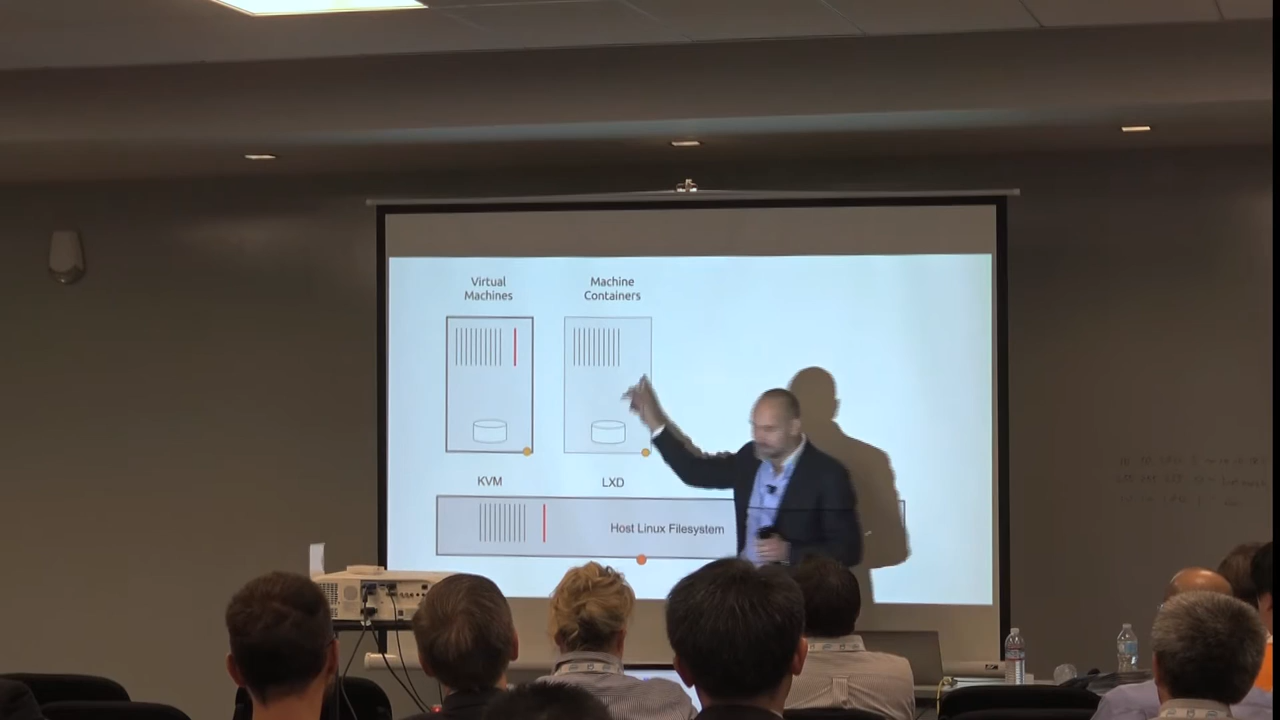 Virtual
Machines
Machine
Containers
KVM
LXD
Host Linux Filesystem